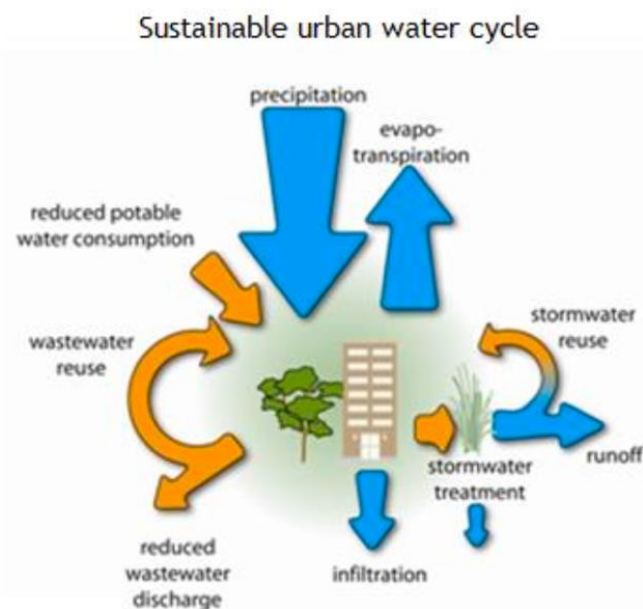 Sustainable urban water cycle
precipitation
evapo-
transpiration
reduced potable
water consumption
stormwater
reuse
wastewater
reuse
runoff
stormwater
treatment
reduced
wastewater
discharge
infiltration